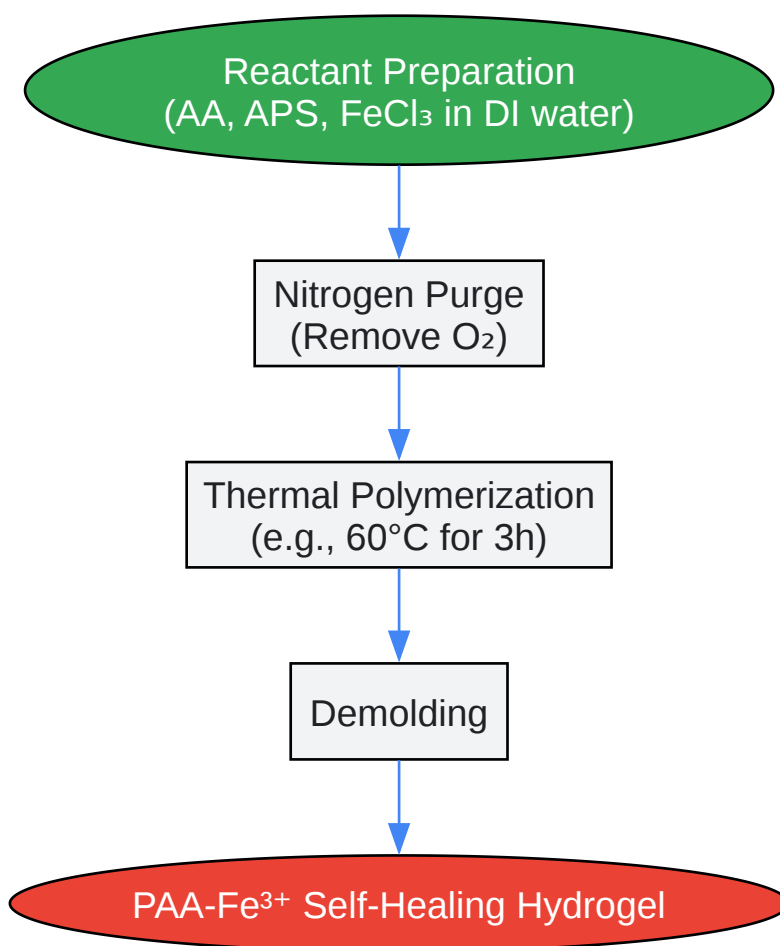 Reactant Preparation
(AA, APS, FeCl₃ in DI water)
Nitrogen Purge
(Remove O₂)
Thermal Polymerization
(e.g., 60°C for 3h)
Demolding
PAA-Fe³⁺ Self-Healing Hydrogel